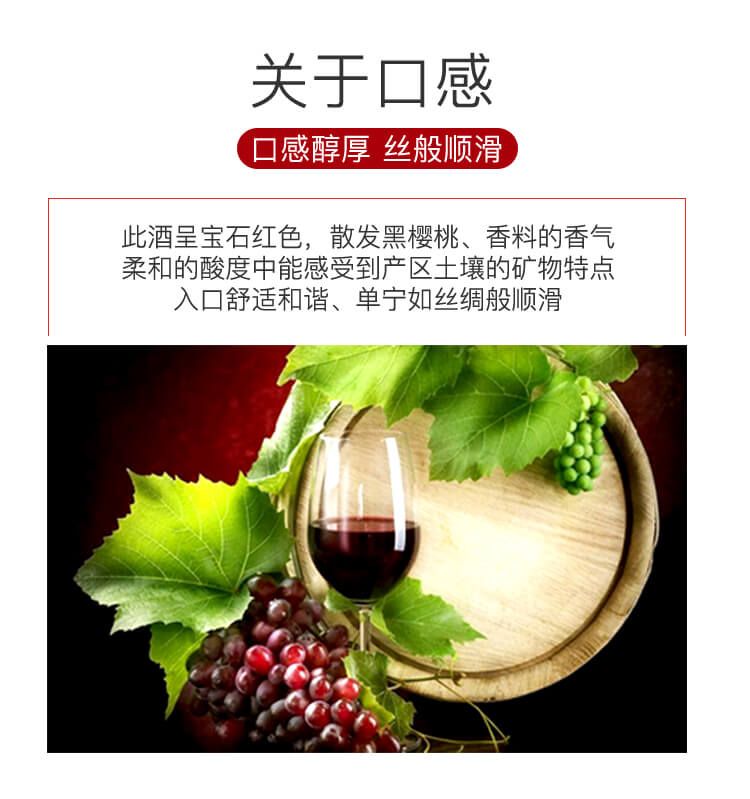 关于口感
口感醇厚 丝般顺滑
此酒呈宝石红色，散发黑樱桃、香料的香气
柔和的酸度中能感受到产区土壤的矿物特点
入口舒适和谐、单宁如丝绸般顺滑